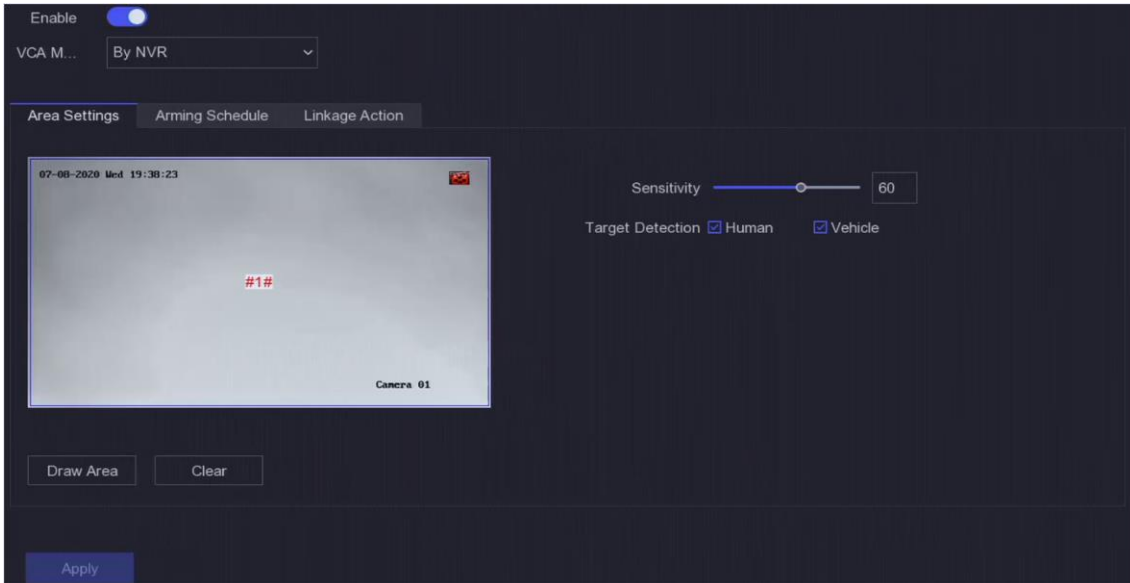 Enable
VCA M... By NVR
Area Settings Arming Schedule Linkage Action
07-08-2020 Wed 19:38:23
Sensitivity 60
Target Detection Human Vehicle
#1#
Camera 01
Draw Area Clear
Apply